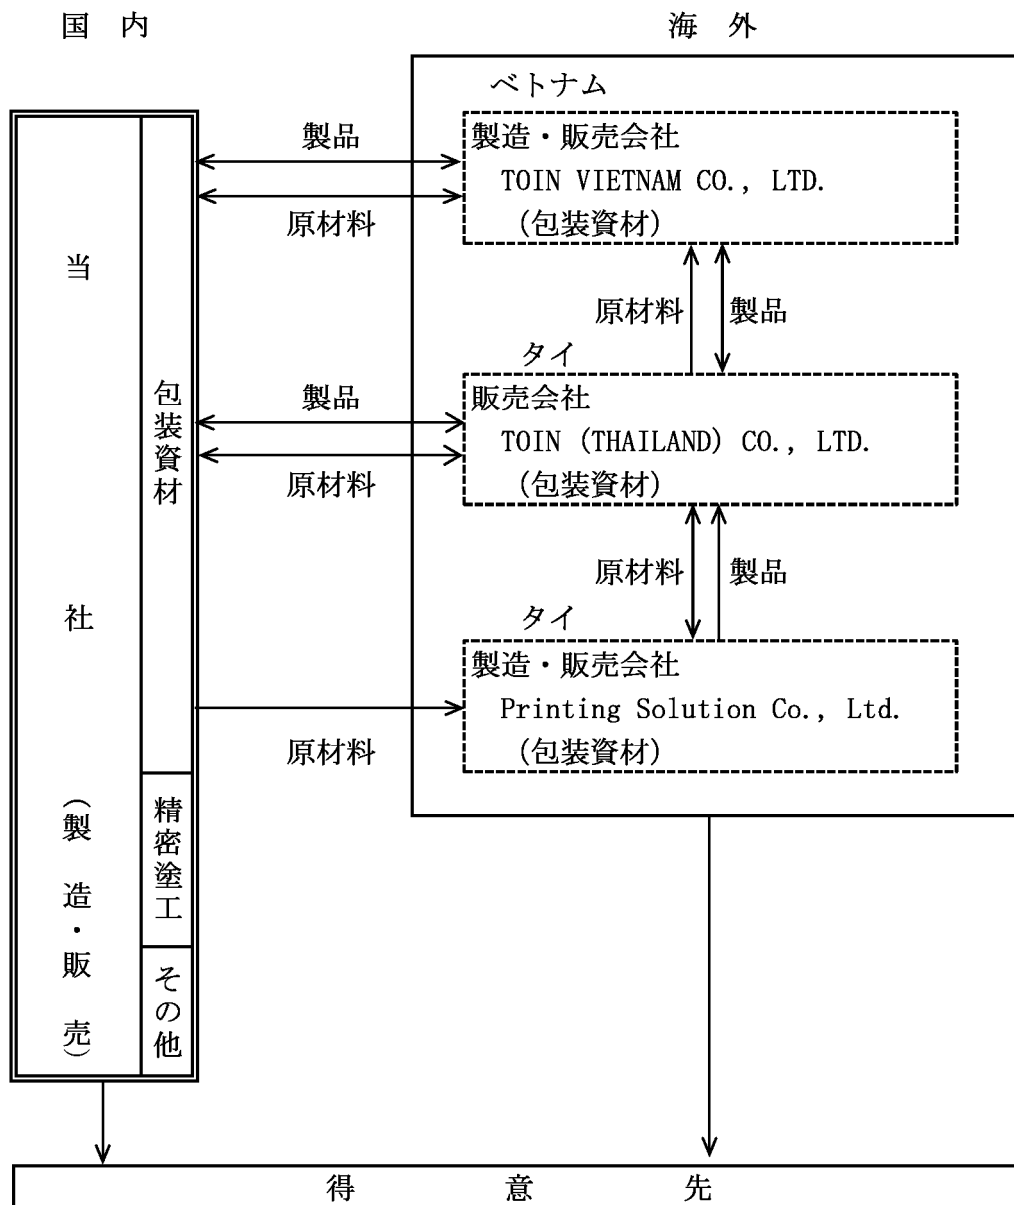 国　内
海　外
当　社　（製　造・販　売）
包装資材
精密塗工
その他
製品
原材料
製品
原材料
原材料
ベトナム
製造・販売会社
TOIN VIETNAM CO., LTD.
（包装資材）
原材料
製品
タイ
販売会社
TOIN (THAILAND) CO., LTD.
（包装資材）
原材料
製品
タイ
製造・販売会社
Printing Solution Co., Ltd.
（包装資材）
得　意　先